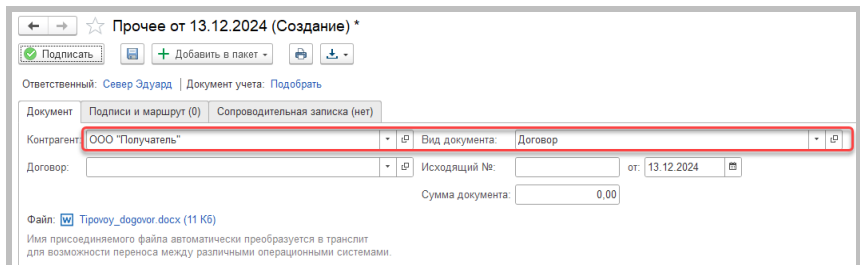 Прочее от 13.12.2024 (Создание) *
Подписать Добавить в пакет
Ответственный: Север Эдуард | Документ учета: Подобрать
Документ Подписи и маршрут (0) Сопроводительная записка (нет)
Контрагент: ООО "Получатель" Вид документа: Договор
Договор: Исходящий №: от: 13.12.2024
Сумма документа: 0,00
Файл: Tipovoy_dogovor.docx (11 Кб)
Имя присоединяемого файла автоматически преобразуется в транслит
для возможности переноса между различными операционными системами.